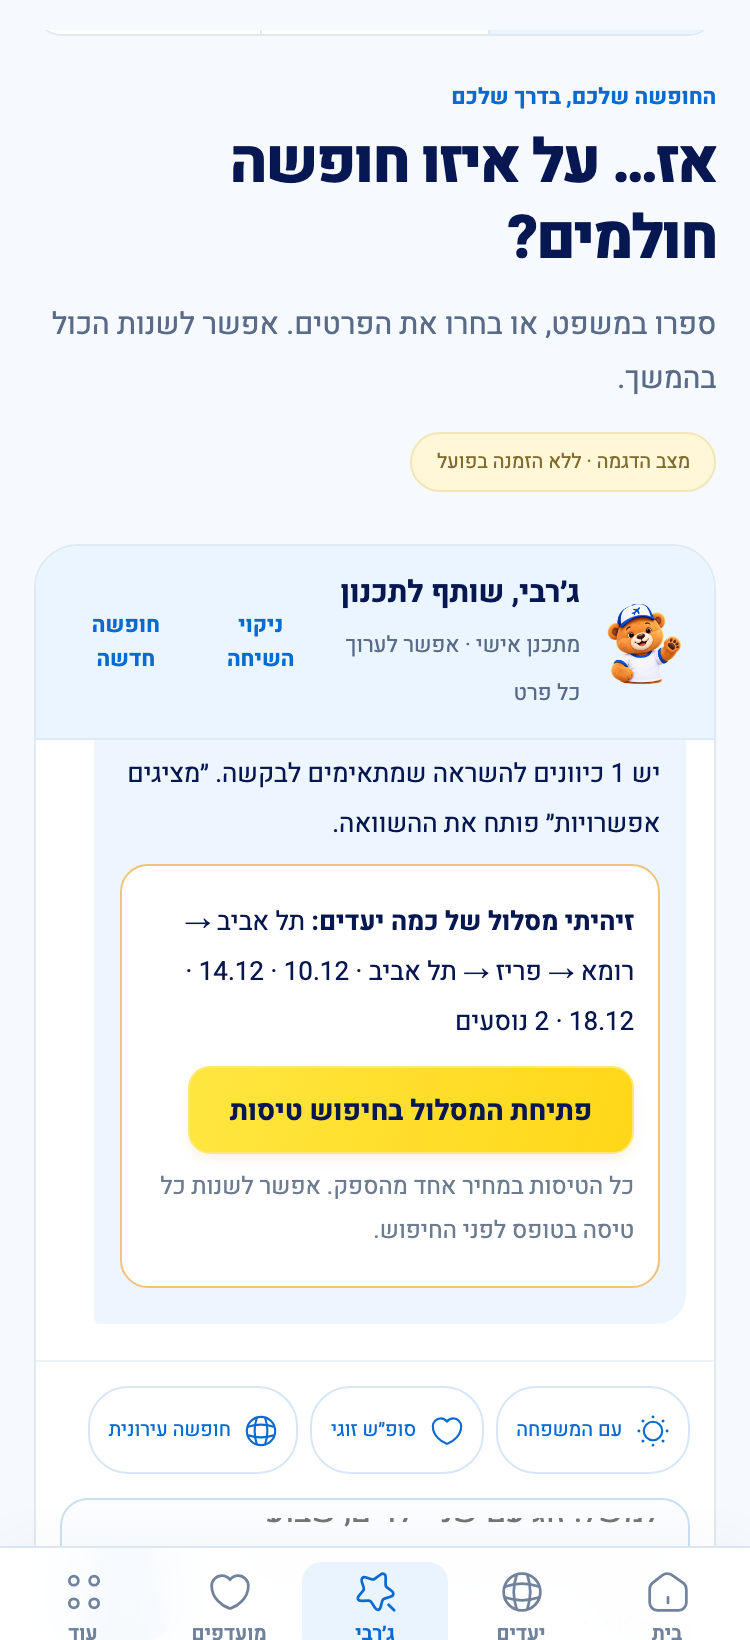 החופשה שלכם, בדרך שלכם
אז... על איזו חופשה
חולמים?
ספרו במשפט, או בחרו את הפרטים. אפשר לשנות הכול
בהמשך.
מצב הדגמה · ללא הזמנה בפועל
ג׳רבי, שותף לתכנון
מתכנן אישי · אפשר לערוך
כל פרט
ניקוי
השיחה
חופשה
חדשה
יש 1 כיוונים להשראה שמתאימים לבקשה. ״מציגים
אפשרויות״ פותח את ההשוואה.
זיהיתי מסלול של כמה יעדים: תל אביב →
רומא → פריז → תל אביב · 10.12 · 14.12 ·
18.12 · 2 נוסעים
פתיחת המסלול בחיפוש טיסות
כל הטיסות במחיר אחד מהספק. אפשר לשנות כל
טיסה בטופס לפני החיפוש.
עם המשפחה
סופ״ש זוגי
חופשה עירונית
בית
יעדים
ג׳רבי
מועדפים
עוד